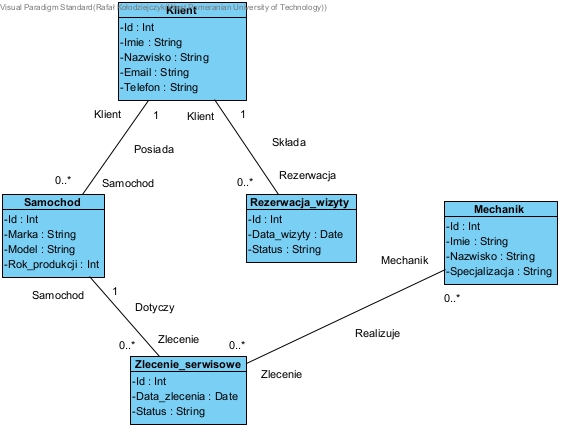 Visual Paradigm Standard(Rafał Kołodziejczyk Pomeranian University of Technology))
Klient
-Id : Int
-Imie : String
-Nazwisko : String
-Email : String
-Telefon : String
Klient
1
Klient
1
Posiada
Składa
0..*
Samochod
0..*
Rezerwacja
Samochod
-Id : Int
-Marka : String
-Model : String
-Rok_produkcji : Int
Rezerwacja_wizyty
-Id : Int
-Data_wizyty : Date
-Status : String
Mechanik
-Id : Int
-Imie : String
-Nazwisko : String
-Specjalizacja : String
Mechanik
0..*
Samochod
1
Dotyczy
Realizuje
0..*
Zlecenie
0..*
Zlecenie
Zlecenie_serwisowe
-Id : Int
-Data_zlecenia : Date
-Status : String